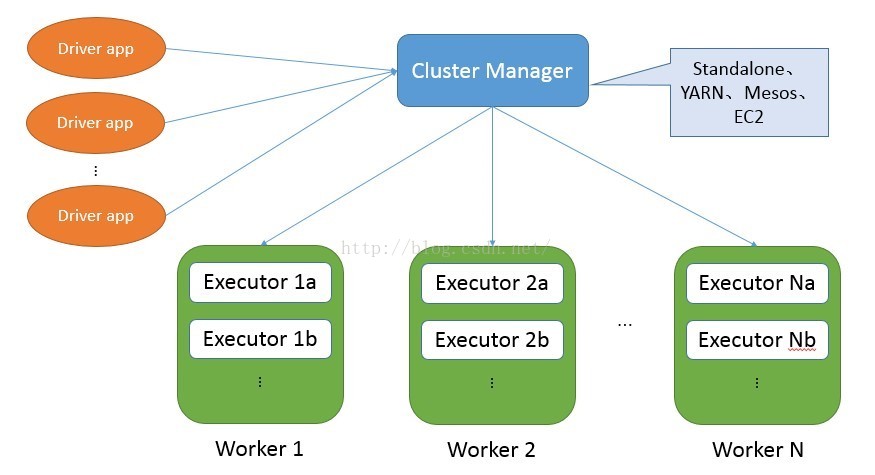 Driver app
Driver app
⋮
Driver app
Cluster Manager
Standalone、
YARN、Mesos、
EC2
http://blog.csdn.net/
Executor 1a
Executor 1b
⋮
Worker 1
Executor 2a
Executor 2b
⋮
Worker 2
...
Executor Na
Executor Nb
⋮
Worker N